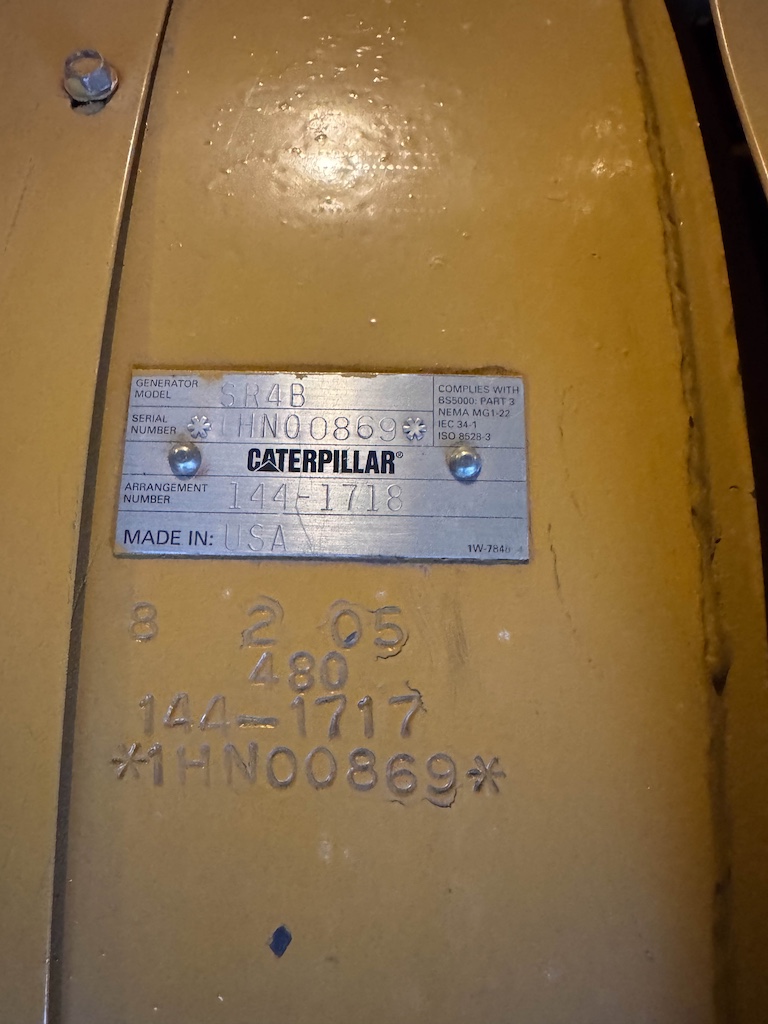 GENERATOR MODEL SR4B
SERIAL NUMBER *1HN00869*
COMPLIES WITH
BS5000: PART 3
NEMA MG1-22
IEC 34-1
ISO 8528-3
CATERPILLAR®
ARRANGEMENT NUMBER 144-1718
MADE IN: USA
8 2 05
480
144-1717
*1HN00869*